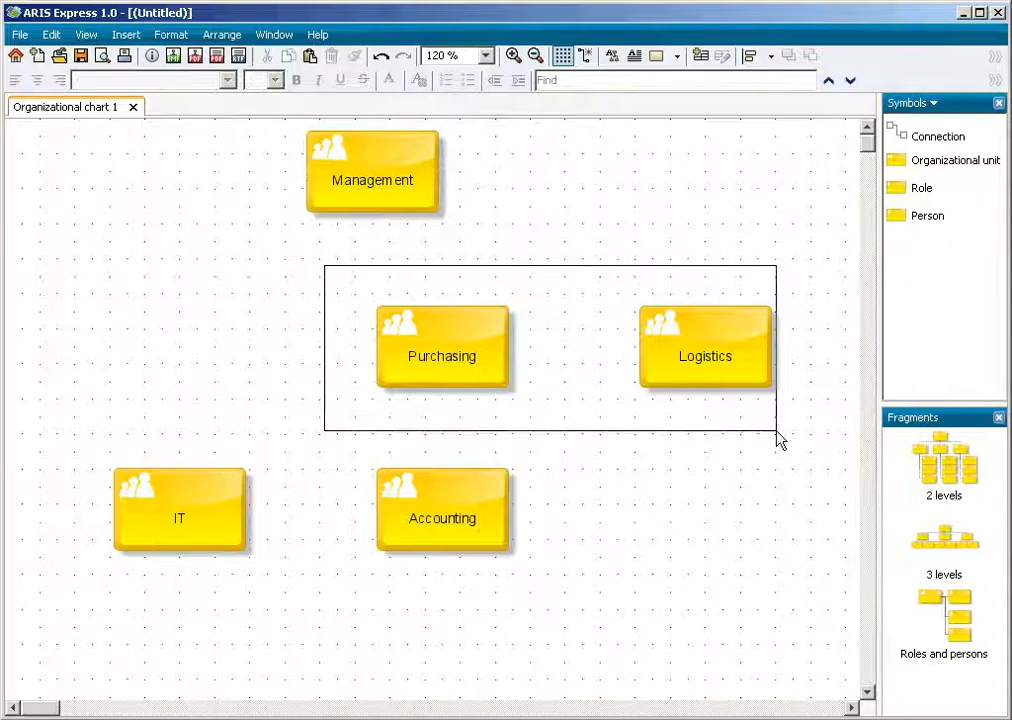 ARIS Express 1.0 - [(Untitled)]
File Edit View Insert Format Arrange Window Help
120 %
Find
Organizational chart 1
Symbols
Connection
Organizational unit
Role
Person
Management
Purchasing
Logistics
IT
Accounting
Fragments
2 levels
3 levels
Roles and persons